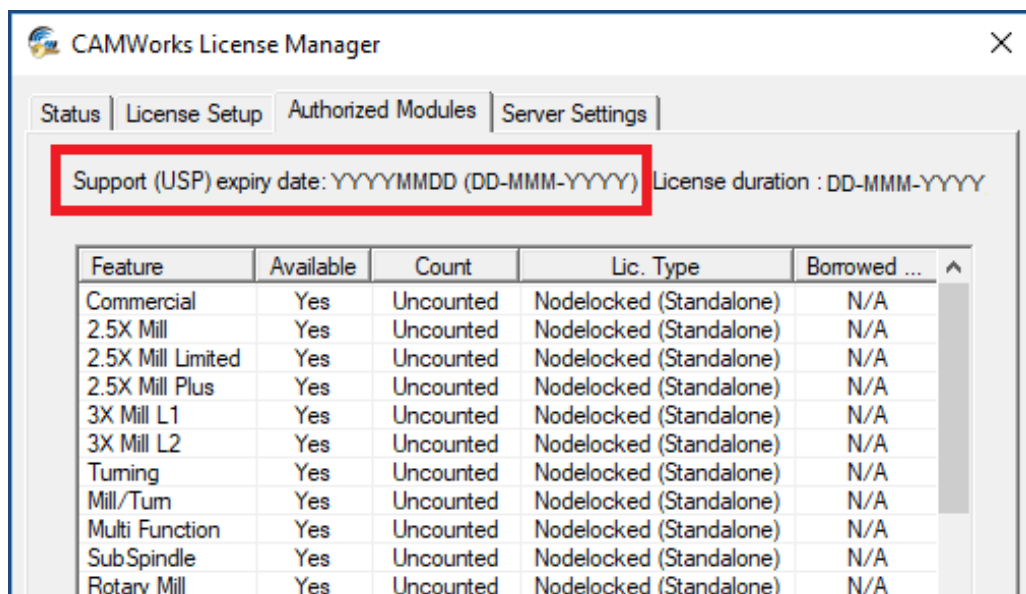 CAMWorks License Manager
Status License Setup Authorized Modules Server Settings
Support (USP) expiry date: YYYYMMDD (DD-MMM-YYYY) License duration : DD-MMM-YYYY
Feature Available Count Lic. Type Borrowed ...
Commercial Yes Uncounted Nodelocked (Standalone) N/A
2.5X Mill Yes Uncounted Nodelocked (Standalone) N/A
2.5X Mill Limited Yes Uncounted Nodelocked (Standalone) N/A
2.5X Mill Plus Yes Uncounted Nodelocked (Standalone) N/A
3X Mill L1 Yes Uncounted Nodelocked (Standalone) N/A
3X Mill L2 Yes Uncounted Nodelocked (Standalone) N/A
Turning Yes Uncounted Nodelocked (Standalone) N/A
Mill/Turn Yes Uncounted Nodelocked (Standalone) N/A
Multi Function Yes Uncounted Nodelocked (Standalone) N/A
SubSpindle Yes Uncounted Nodelocked (Standalone) N/A
Rotary Mill Yes Uncounted Nodelocked (Standalone) N/A